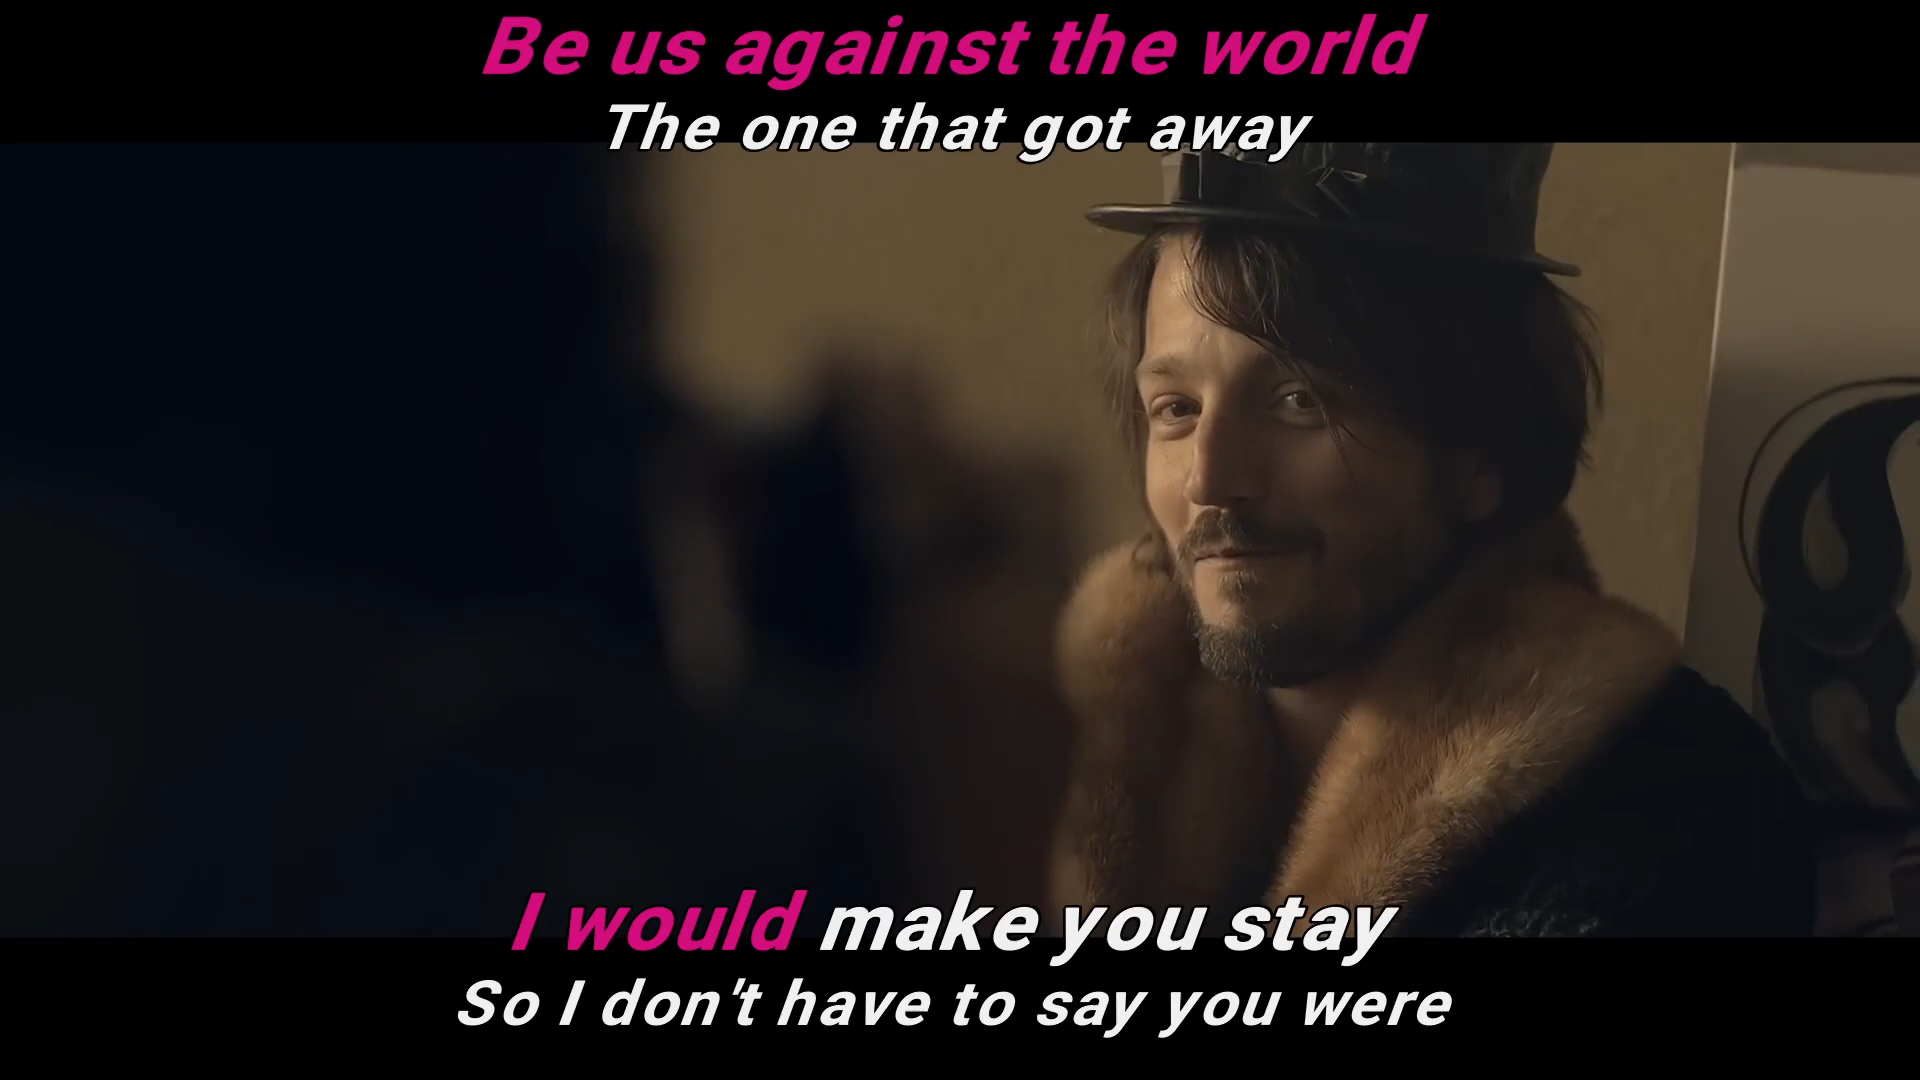 Be us against the world
The one that got away
I would make you stay
So I don't have to say you were